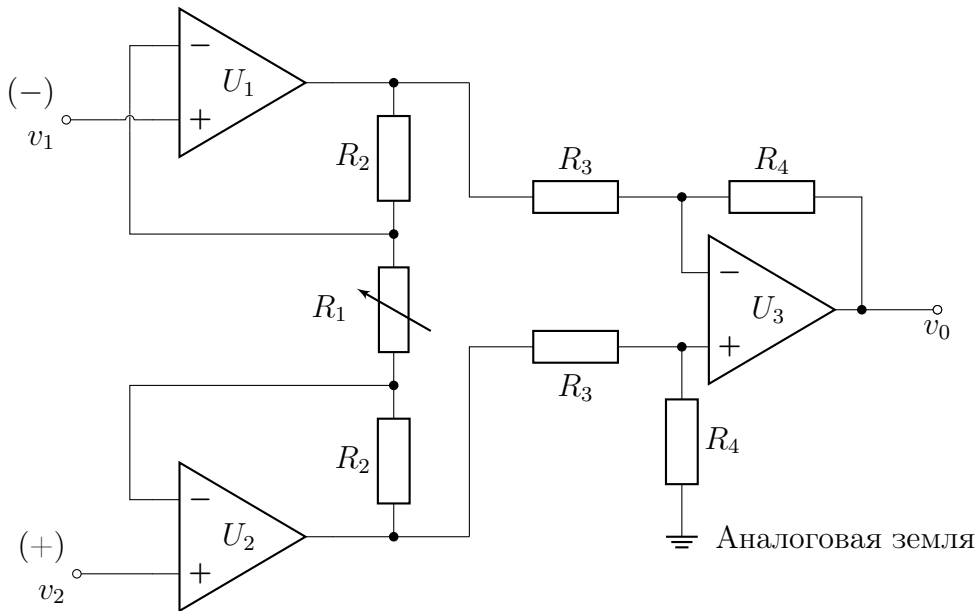 −
U₁
+
(−)
v₁
R₂
R₃
R₄
R₁
−
U₃
+
v₀
R₃
R₂
R₄
−
U₂
+
(+)
v₂
Аналоговая земля